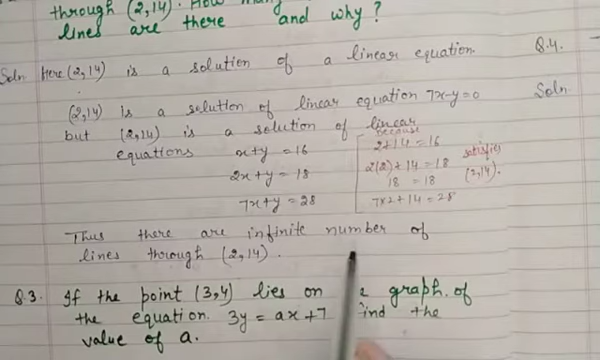 through (2,14). How many
lines are there and why?
Soln Here (2,14) is a solution of a linear equation.
(2,14) is a solution of linear equation 7x-y=0
but (2,14) is a solution of linear
equations x+y = 16
2x+y = 18
7x+y = 28
because
2+14 = 16
2(2)+14 = 18
18 = 18
7x2+14 = 28
satisfies
(2,14).
Thus there are infinite number of
lines through (2,14).
Q.3. If the point (3,4) lies on graph of
the equation 3y = ax+7 find the
value of a.
Q.4.
Soln